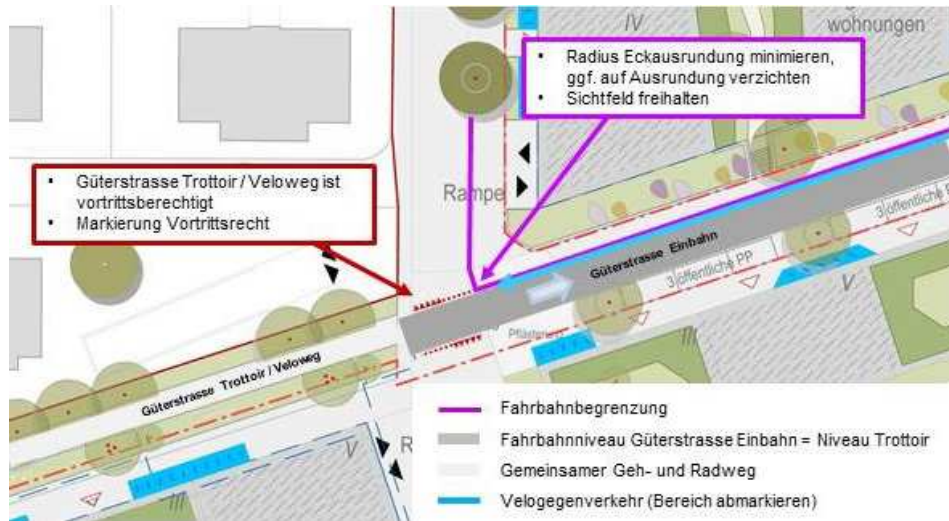 IV
wohnungen
• Radius Eckausrundung minimieren,
ggf. auf Ausrundung verzichten
• Sichtfeld freihalten
• Güterstrasse Trottoir / Veloweg ist
vortrittsberechtigt
• Markierung Vortrittsrecht
Rampe
Güterstrasse Einbahn
3 öffentliche
3 öffentliche PP
V
III
Güterstrasse Trottoir / Veloweg
V
III
R
Fahrbahnbegrenzung
Fahrbahnniveau Güterstrasse Einbahn = Niveau Trottoir
Gemeinsamer Geh- und Radweg
Velogegenverkehr (Bereich abmarkieren)